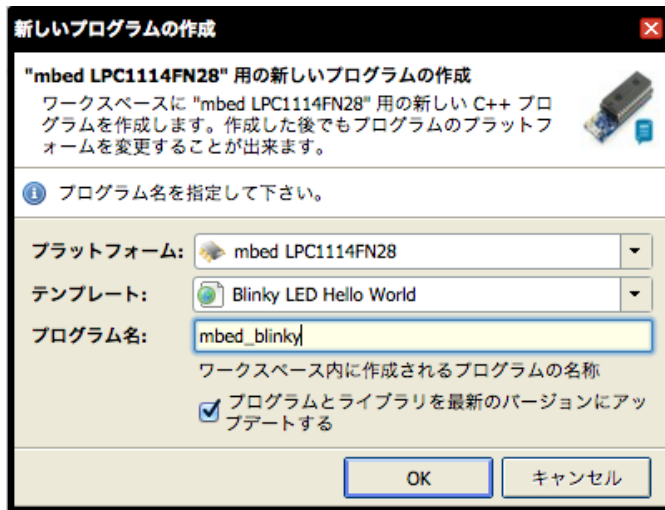 新しいプログラムの作成
"mbed LPC1114FN28" 用の新しいプログラムの作成
ワークスペースに "mbed LPC1114FN28" 用の新しい C++ プロ
グラムを作成します。作成した後でもプログラムのプラットフ
ォームを変更することが出来ます。
プログラム名を指定して下さい。
プラットフォーム: mbed LPC1114FN28
テンプレート: Blinky LED Hello World
プログラム名: mbed_blinky
ワークスペース内に作成されるプログラムの名称
プログラムとライブラリを最新のバージョンにアッ
プデートする
OK キャンセル